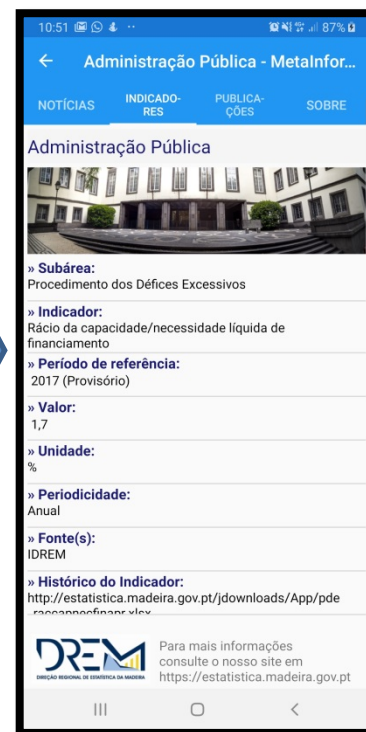 10:51 87%
Administração Pública - MetaInfor...
NOTÍCIAS INDICADO-RES PUBLICA-ÇÕES SOBRE
Administração Pública
» Subárea:
Procedimento dos Défices Excessivos
» Indicador:
Rácio da capacidade/necessidade líquida de
financiamento
» Período de referência:
2017 (Provisório)
» Valor:
1,7
» Unidade:
%
» Periodicidade:
Anual
» Fonte(s):
IDREM
» Histórico do Indicador:
http://estatistica.madeira.gov.pt/jdownloads/App/pde
_raccapnecfinapr.xlsx
DREM
DIREÇÃO REGIONAL DE ESTATÍSTICA DA MADEIRA
Para mais informações
consulte o nosso site em
https://estatistica.madeira.gov.pt